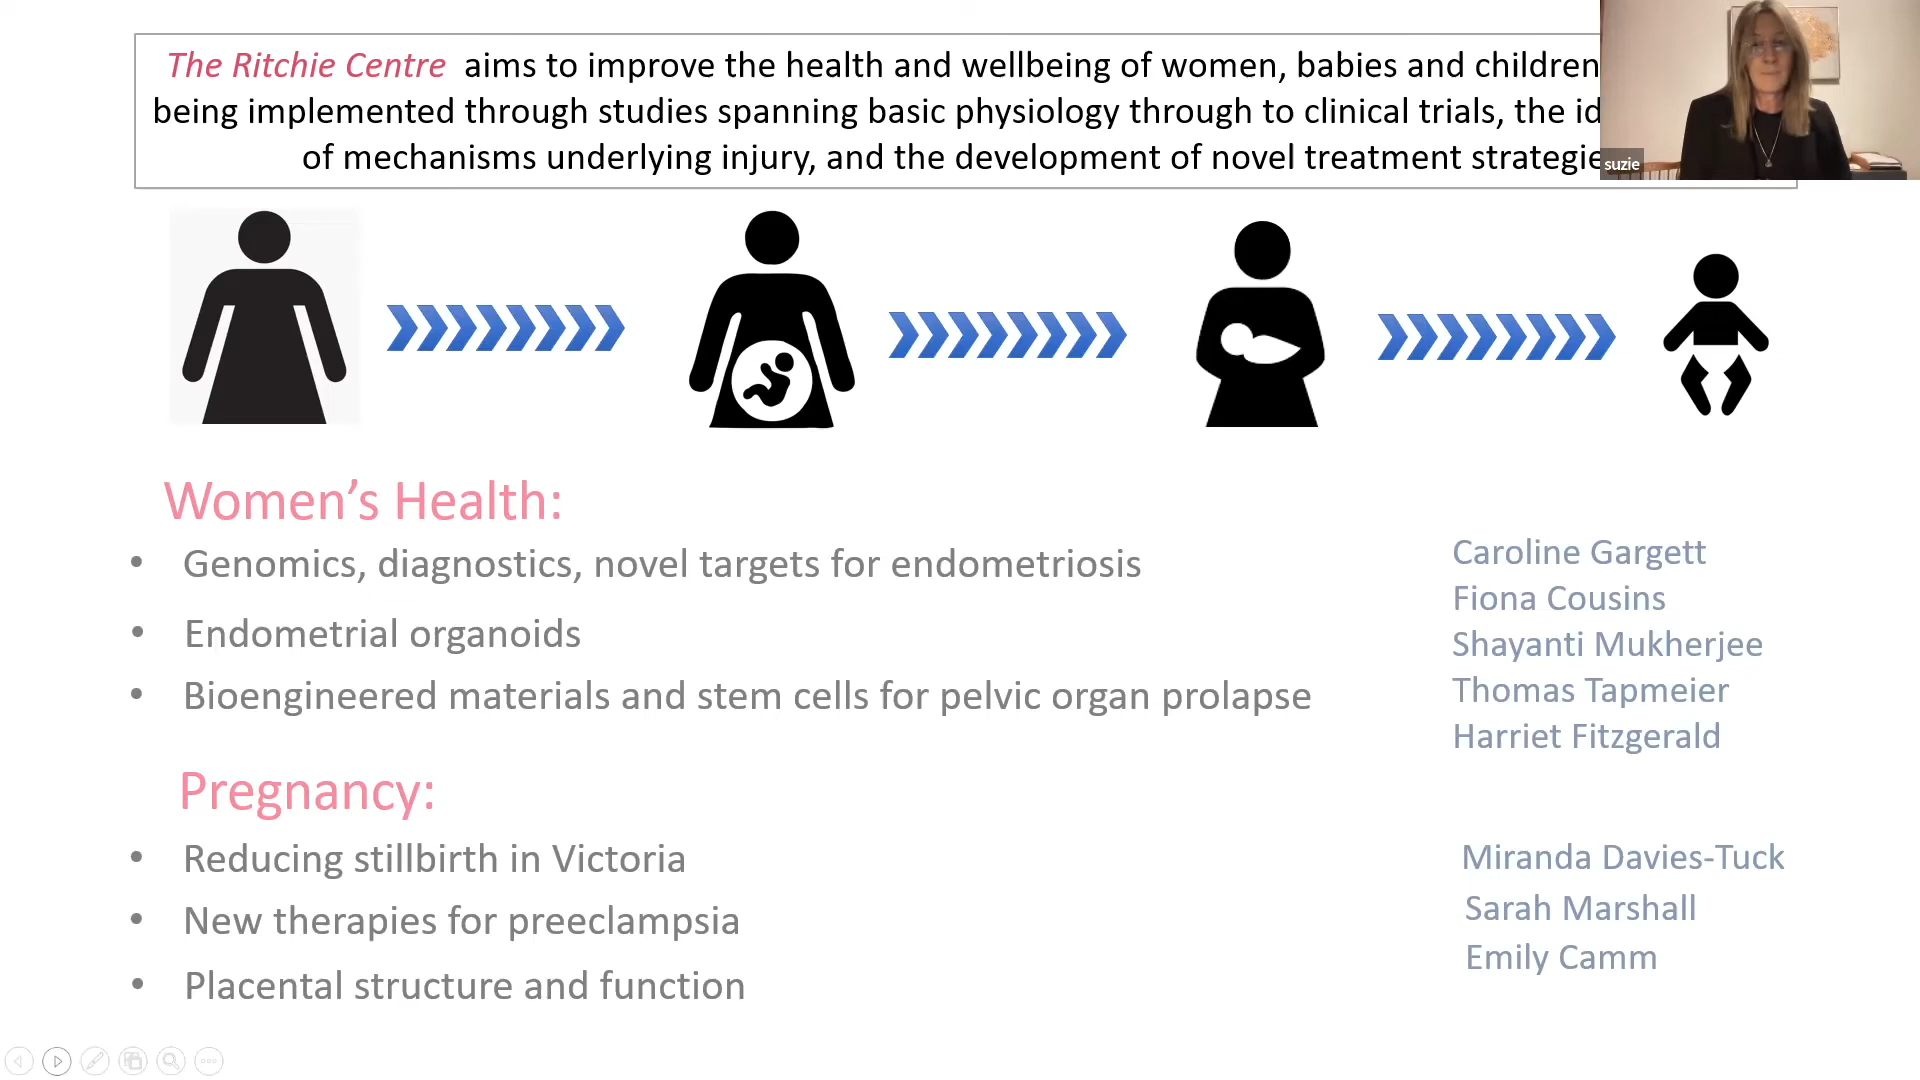 The Ritchie Centre aims to improve the health and wellbeing of women, babies and children
being implemented through studies spanning basic physiology through to clinical trials, the
of mechanisms underlying injury, and the development of novel treatment
suzie
Women’s Health:
• Genomics, diagnostics, novel targets for endometriosis
• Endometrial organoids
• Bioengineered materials and stem cells for pelvic organ prolapse
Caroline Gargett
Fiona Cousins
Shayanti Mukherjee
Thomas Tapmeier
Harriet Fitzgerald
Pregnancy:
• Reducing stillbirth in Victoria
• New therapies for preeclampsia
• Placental structure and function
Miranda Davies-Tuck
Sarah Marshall
Emily Camm